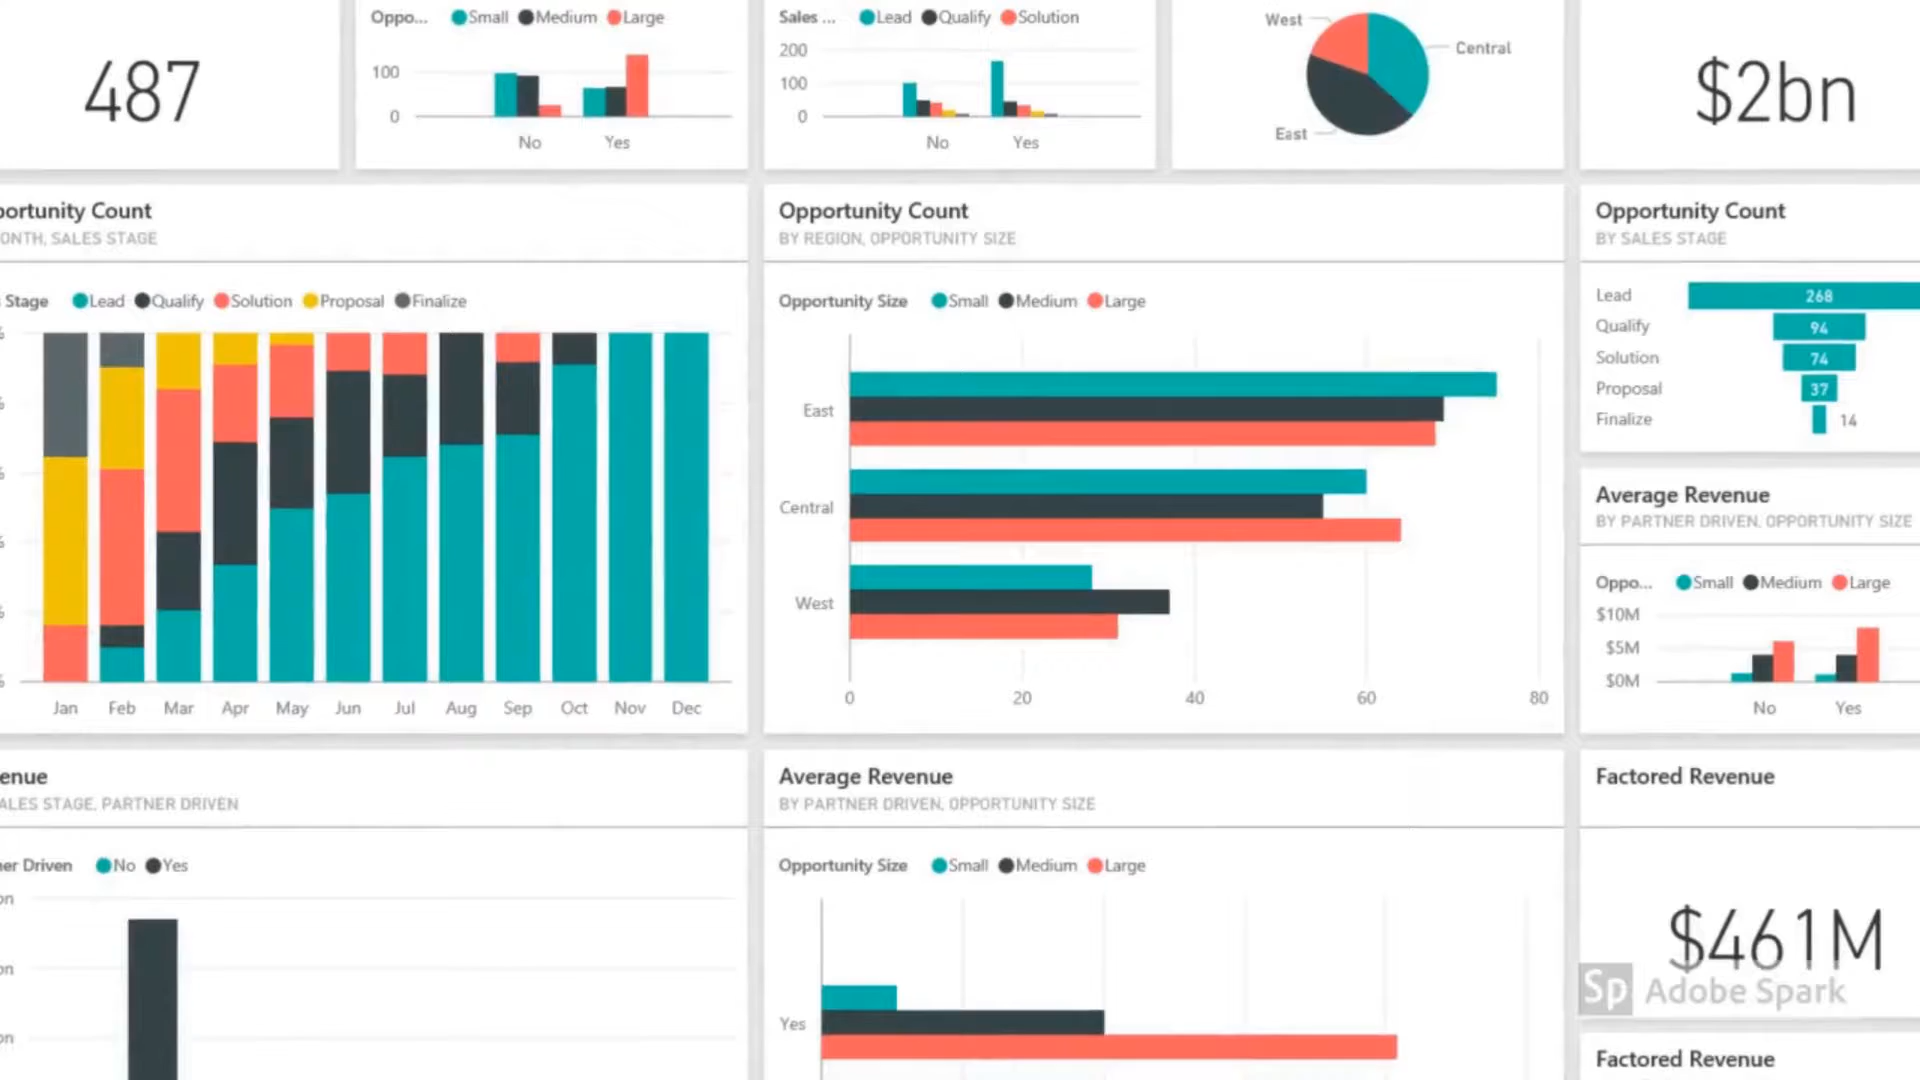 487
Oppo... Small Medium Large
100
0
No Yes
Sales ... Lead Qualify Solution
200
100
0
No Yes
West
Central
East
$2bn
portunity Count
ONTH, SALES STAGE
Stage Lead Qualify Solution Proposal Finalize
Jan Feb Mar Apr May Jun Jul Aug Sep Oct Nov Dec
Opportunity Count
BY REGION, OPPORTUNITY SIZE
Opportunity Size Small Medium Large
East
Central
West
0 20 40 60 80
Opportunity Count
BY SALES STAGE
Lead 268
Qualify 94
Solution 74
Proposal 37
Finalize 14
Average Revenue
BY PARTNER DRIVEN, OPPORTUNITY SIZE
Oppo... Small Medium Large
$10M
$5M
$0M
No Yes
enue
ALES STAGE, PARTNER DRIVEN
er Driven No Yes
Average Revenue
BY PARTNER DRIVEN, OPPORTUNITY SIZE
Opportunity Size Small Medium Large
Yes
Factored Revenue
$461M
Sp Adobe Spark
Factored Revenue